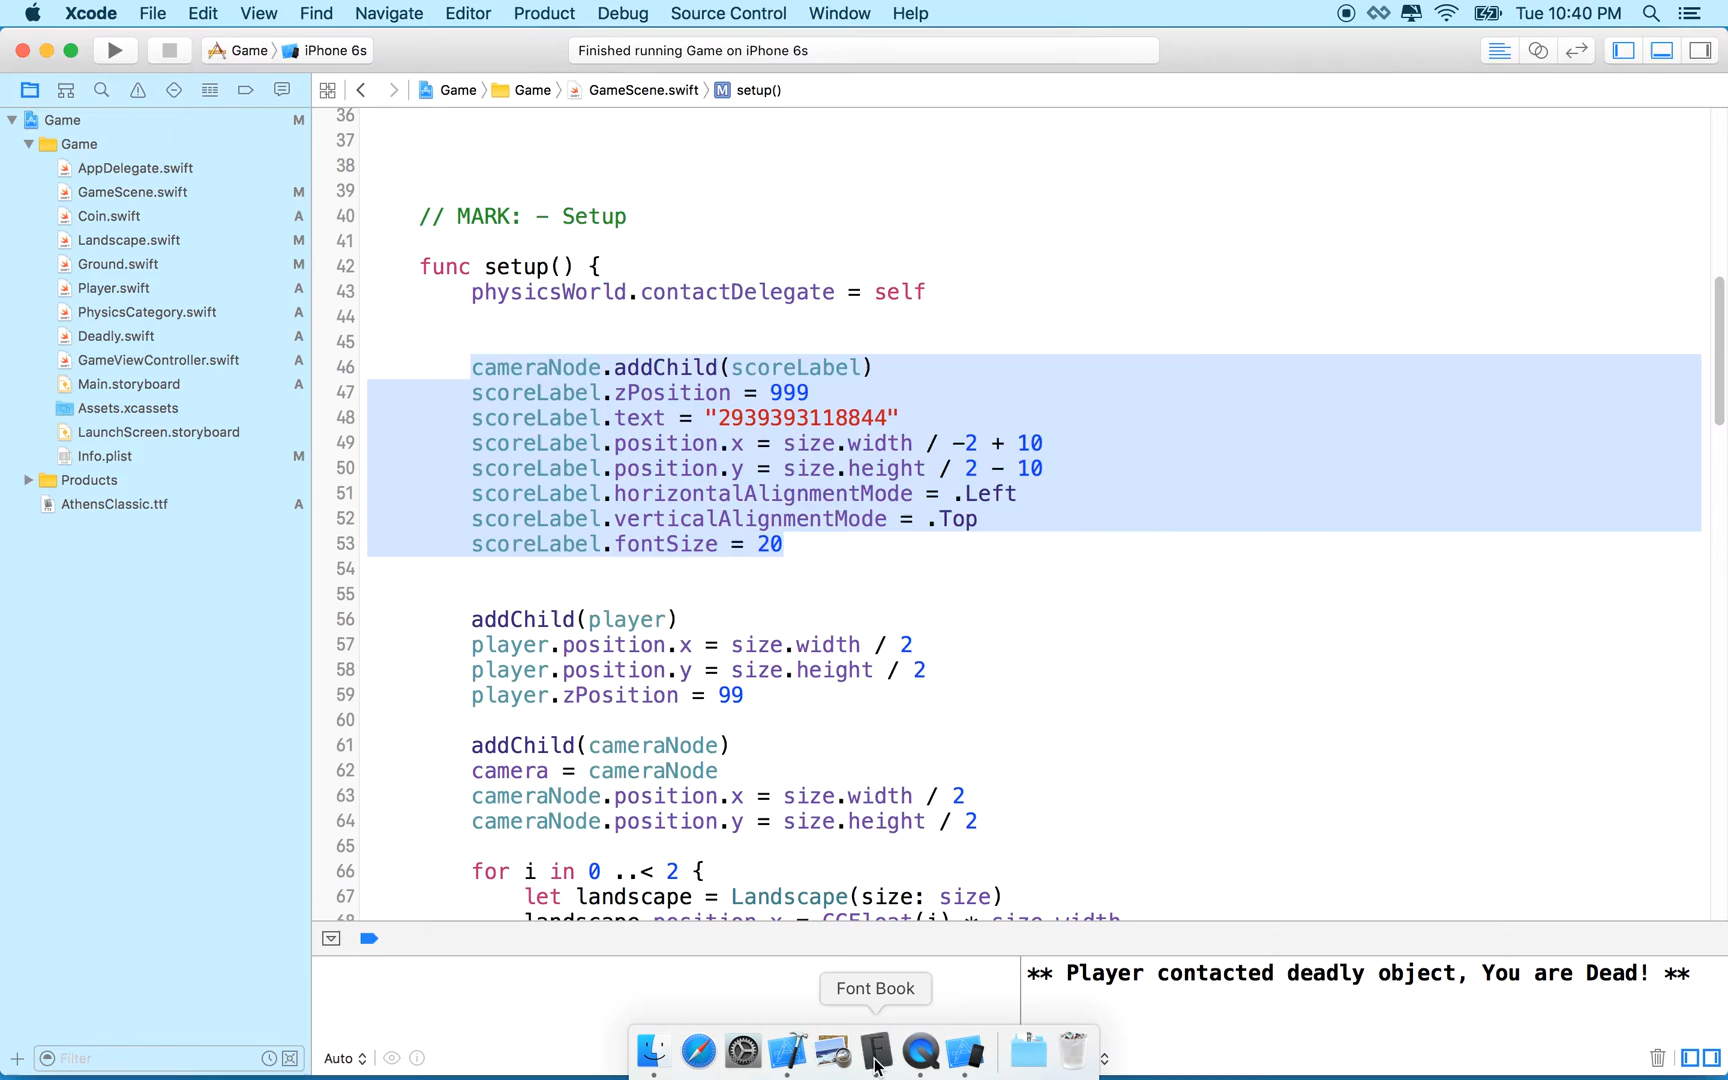 Xcode File Edit View Find Navigate Editor Product Debug Source Control Window Help Tue 10:40 PM
Game iPhone 6s Finished running Game on iPhone 6s
Game Game GameScene.swift M setup()
Game M
Game
AppDelegate.swift
GameScene.swift M
Coin.swift A
Landscape.swift M
Ground.swift M
Player.swift A
PhysicsCategory.swift A
Deadly.swift A
GameViewController.swift A
Main.storyboard A
Assets.xcassets
LaunchScreen.storyboard
Info.plist M
Products
AthensClassic.ttf A
36
37
38
39
40 // MARK: - Setup
41
42 func setup() {
43 physicsWorld.contactDelegate = self
44
45
46 cameraNode.addChild(scoreLabel)
47 scoreLabel.zPosition = 999
48 scoreLabel.text = "2939393118844"
49 scoreLabel.position.x = size.width / -2 + 10
50 scoreLabel.position.y = size.height / 2 - 10
51 scoreLabel.horizontalAlignmentMode = .Left
52 scoreLabel.verticalAlignmentMode = .Top
53 scoreLabel.fontSize = 20
54
55
56 addChild(player)
57 player.position.x = size.width / 2
58 player.position.y = size.height / 2
59 player.zPosition = 99
60
61 addChild(cameraNode)
62 camera = cameraNode
63 cameraNode.position.x = size.width / 2
64 cameraNode.position.y = size.height / 2
65
66 for i in 0 ..< 2 {
67 let landscape = Landscape(size: size)
68 landscape.position.x = CGFloat(i) * size.width
** Player contacted deadly object, You are Dead! **
Font Book
Filter
Auto